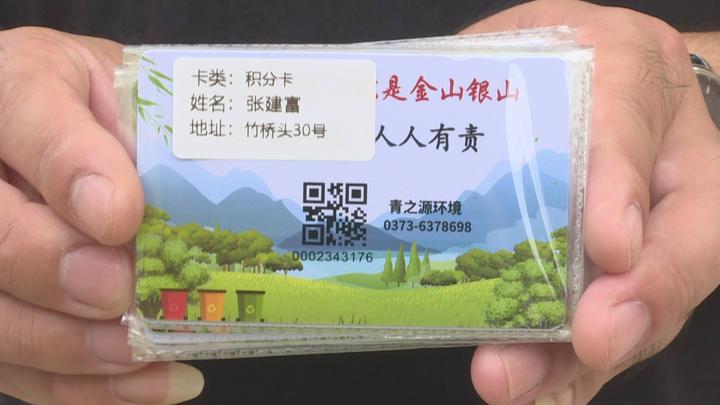 卡类：积分卡
姓名：张建富
地址：竹桥头30号
是金山银山
人人有责
青之源环境
0373-6378698
0002343176